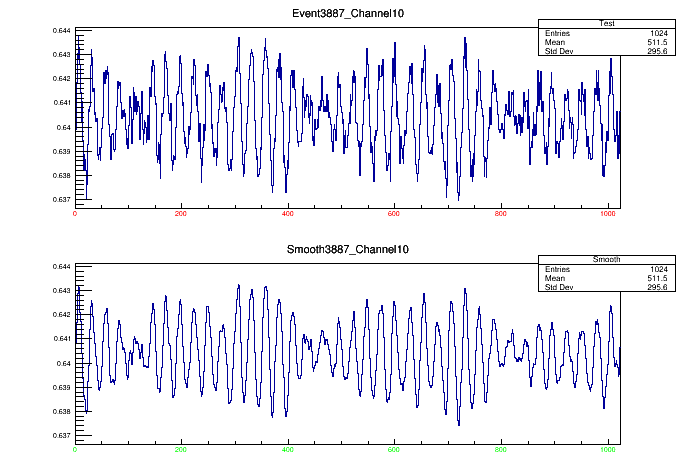 Event3887_Channel10
Test
Entries 1024
Mean 511.5
Std Dev 295.6
0.644
0.643
0.642
0.641
0.64
0.639
0.638
0.637
0 200 400 600 800 1000
Smooth3887_Channel10
Smooth
Entries 1024
Mean 511.5
Std Dev 295.6
0.644
0.643
0.642
0.641
0.64
0.639
0.638
0.637
0 200 400 600 800 1000